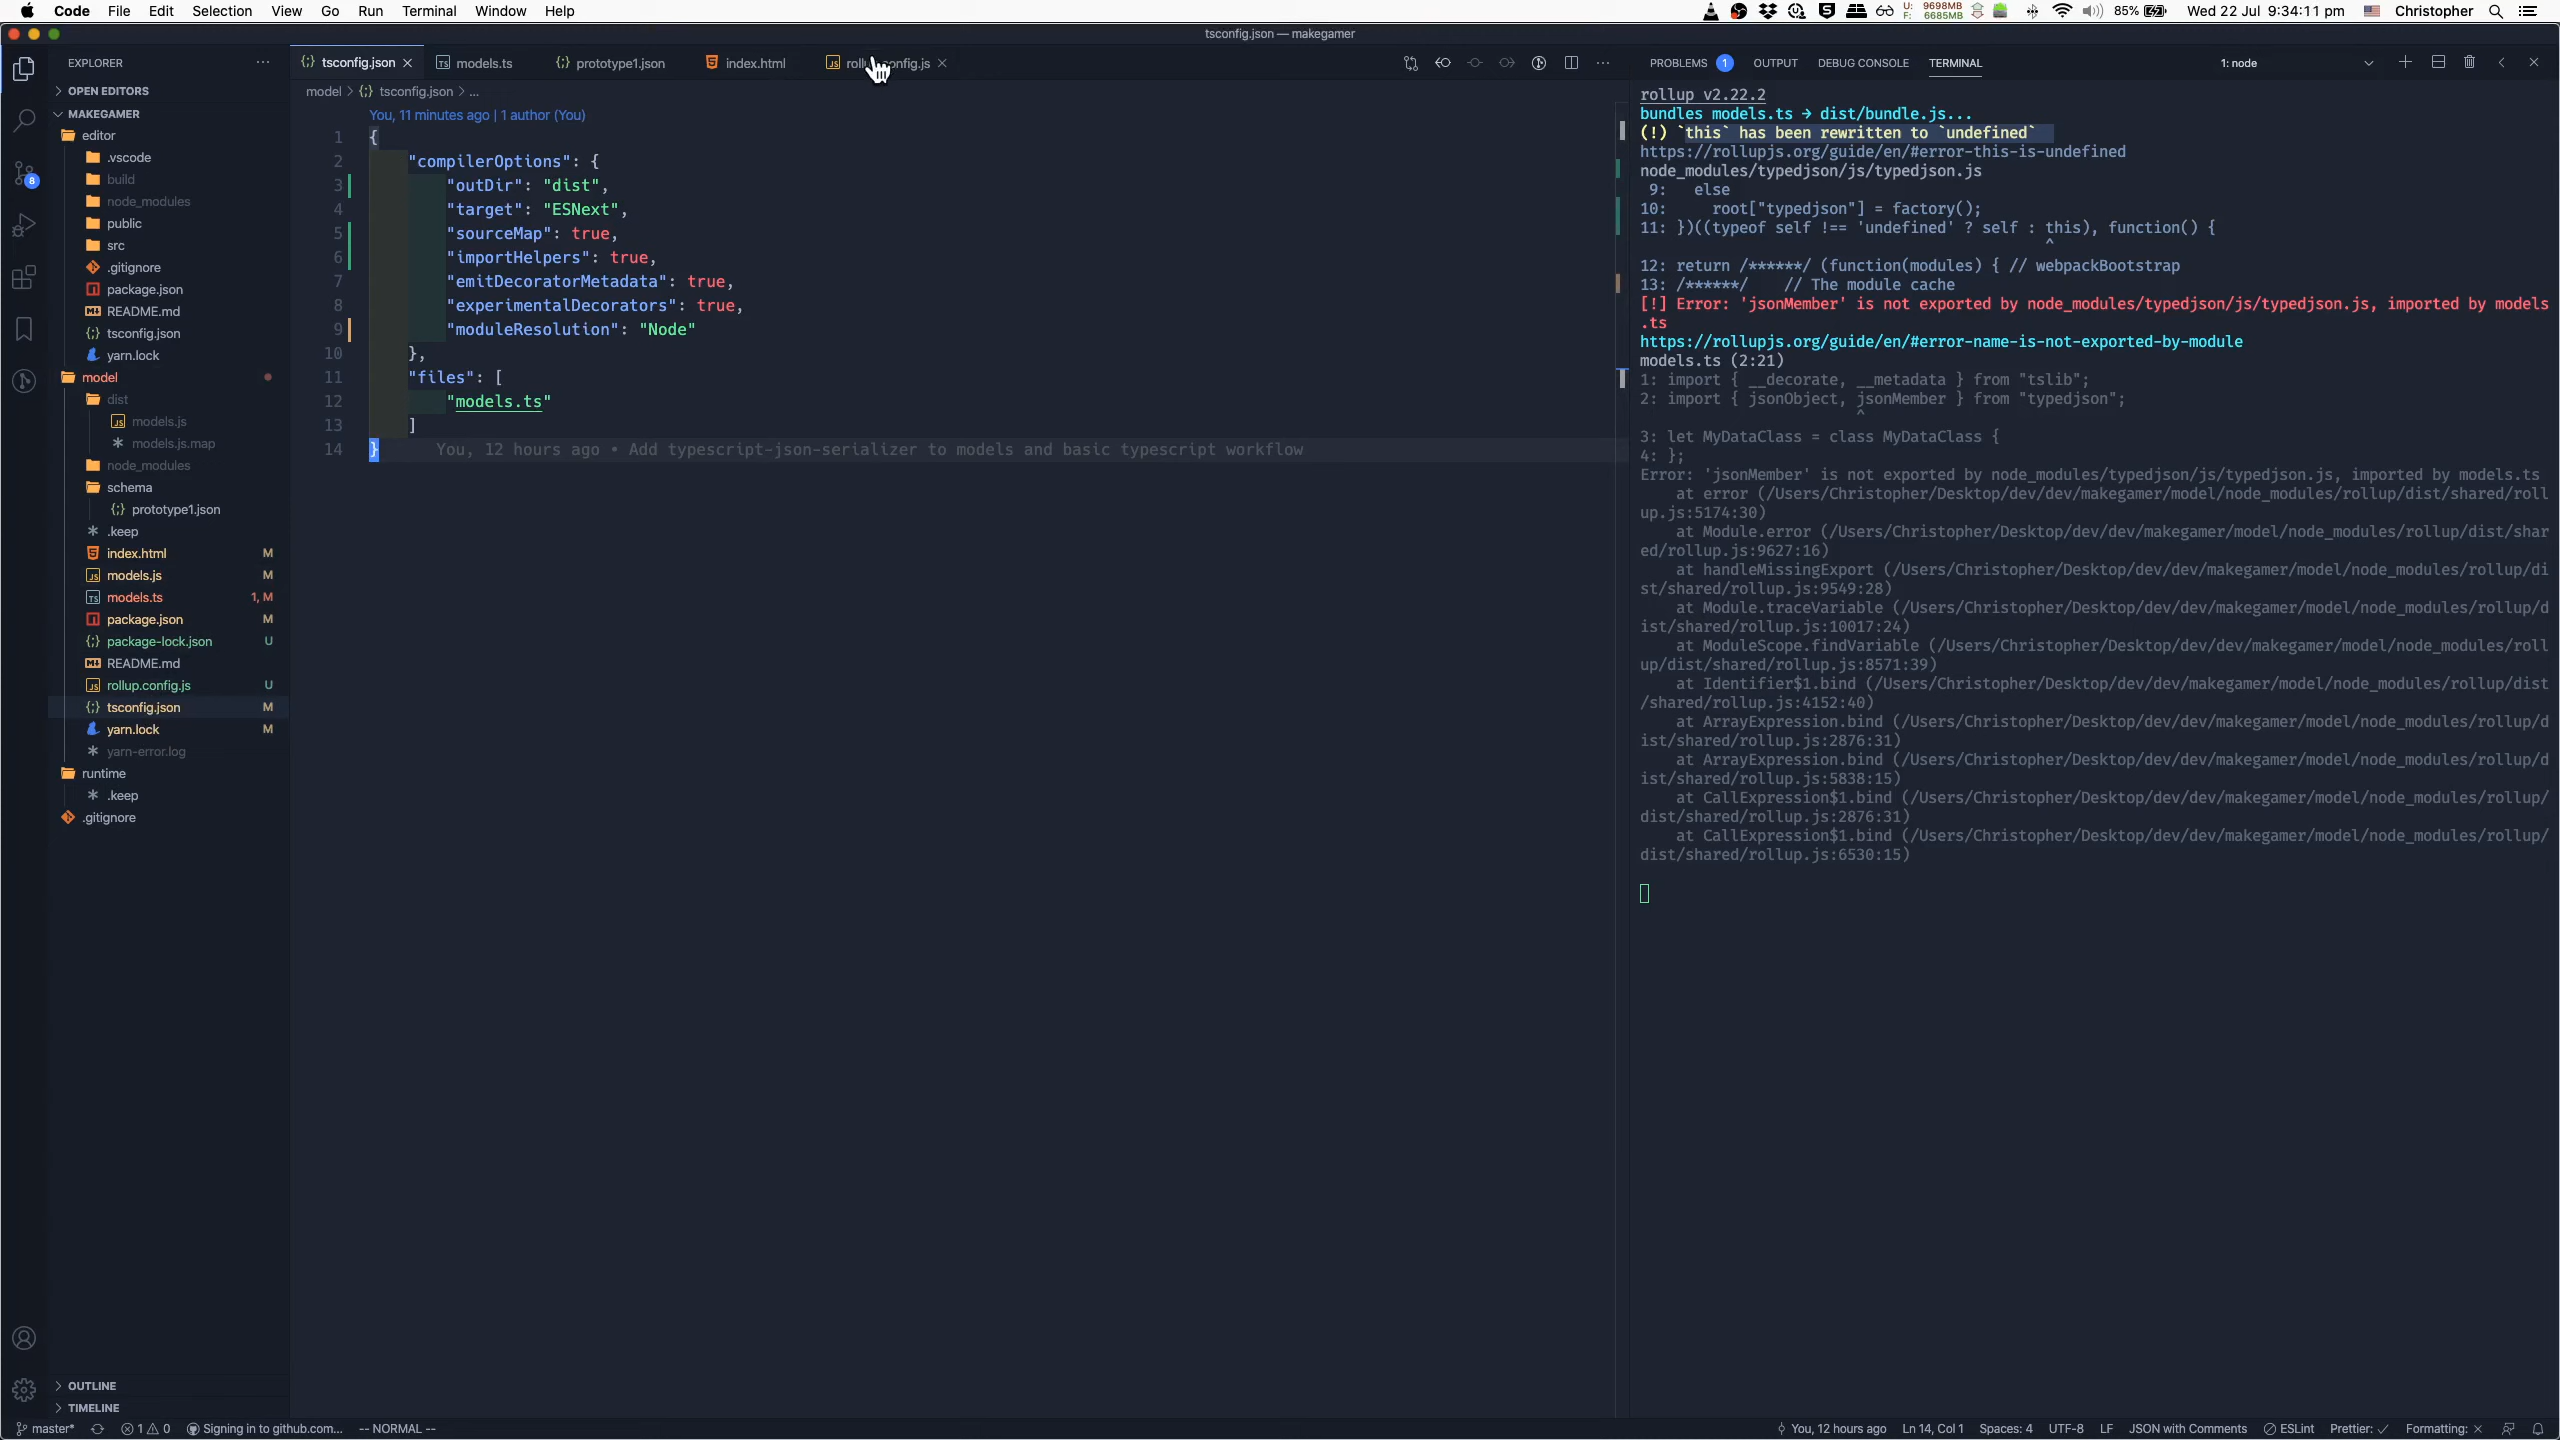 Code File Edit Selection View Go Run Terminal Window Help
U: 9698MB
F: 6685MB
85%
Wed 22 Jul 9:34:11 pm
Christopher
tsconfig.json — makegamer
EXPLORER
OPEN EDITORS
MAKEGAMER
editor
.vscode
build
node_modules
public
src
.gitignore
package.json
README.md
tsconfig.json
yarn.lock
model
dist
models.js
models.js.map
node_modules
schema
prototype1.json
.keep
index.html M
models.js M
models.ts 1, M
package.json M
package-lock.json U
README.md
rollup.config.js U
tsconfig.json M
yarn.lock M
yarn-error.log
runtime
.keep
.gitignore
OUTLINE
TIMELINE
8
tsconfig.json models.ts prototype1.json index.html
model > tsconfig.json > ...
You, 11 minutes ago | 1 author (You)
1 {
2 "compilerOptions": {
3 "outDir": "dist",
4 "target": "ESNext",
5 "sourceMap": true,
6 "importHelpers": true,
7 "emitDecoratorMetadata": true,
8 "experimentalDecorators": true,
9 "moduleResolution": "Node"
10 },
11 "files": [
12 "models.ts"
13 ]
14 } You, 12 hours ago • Add typescript-json-serializer to models and basic typescript workflow
PROBLEMS 1 OUTPUT DEBUG CONSOLE TERMINAL
1: node
rollup v2.22.2
bundles models.ts → dist/bundle.js...
(!) `this` has been rewritten to `undefined`
https://rollupjs.org/guide/en/#error-this-is-undefined
node_modules/typedjson/js/typedjson.js
9: else
10: root["typedjson"] = factory();
11: })((typeof self !== 'undefined' ? self : this), function() {
^
12: return /******/ (function(modules) { // webpackBootstrap
13: /******/ // The module cache
[!] Error: 'jsonMember' is not exported by node_modules/typedjson/js/typedjson.js, imported by models
.ts
https://rollupjs.org/guide/en/#error-name-is-not-exported-by-module
models.ts (2:21)
1: import { __decorate, __metadata } from "tslib";
2: import { jsonObject, jsonMember } from "typedjson";
^
3: let MyDataClass = class MyDataClass {
4: };
Error: 'jsonMember' is not exported by node_modules/typedjson/js/typedjson.js, imported by models.ts
at error (/Users/Christopher/Desktop/dev/dev/makegamer/model/node_modules/rollup/dist/shared/roll
up.js:5174:30)
at Module.error (/Users/Christopher/Desktop/dev/dev/makegamer/model/node_modules/rollup/dist/shar
ed/rollup.js:9627:16)
at handleMissingExport (/Users/Christopher/Desktop/dev/dev/makegamer/model/node_modules/rollup/di
st/shared/rollup.js:9549:28)
at Module.traceVariable (/Users/Christopher/Desktop/dev/dev/makegamer/model/node_modules/rollup/d
ist/shared/rollup.js:10017:24)
at ModuleScope.findVariable (/Users/Christopher/Desktop/dev/dev/makegamer/model/node_modules/roll
up/dist/shared/rollup.js:8571:39)
at Identifier$1.bind (/Users/Christopher/Desktop/dev/dev/makegamer/model/node_modules/rollup/dist
/shared/rollup.js:4152:40)
at ArrayExpression.bind (/Users/Christopher/Desktop/dev/dev/makegamer/model/node_modules/rollup/d
ist/shared/rollup.js:2876:31)
at ArrayExpression.bind (/Users/Christopher/Desktop/dev/dev/makegamer/model/node_modules/rollup/d
ist/shared/rollup.js:5838:15)
at CallExpression$1.bind (/Users/Christopher/Desktop/dev/dev/makegamer/model/node_modules/rollup/
dist/shared/rollup.js:2876:31)
at CallExpression$1.bind (/Users/Christopher/Desktop/dev/dev/makegamer/model/node_modules/rollup/
dist/shared/rollup.js:6530:15)
master* 1 0 Signing in to github.com... -- NORMAL --
You, 12 hours ago Ln 14, Col 1 Spaces: 4 UTF-8 LF JSON with Comments ESLint Prettier: ✓ Formatting: ×